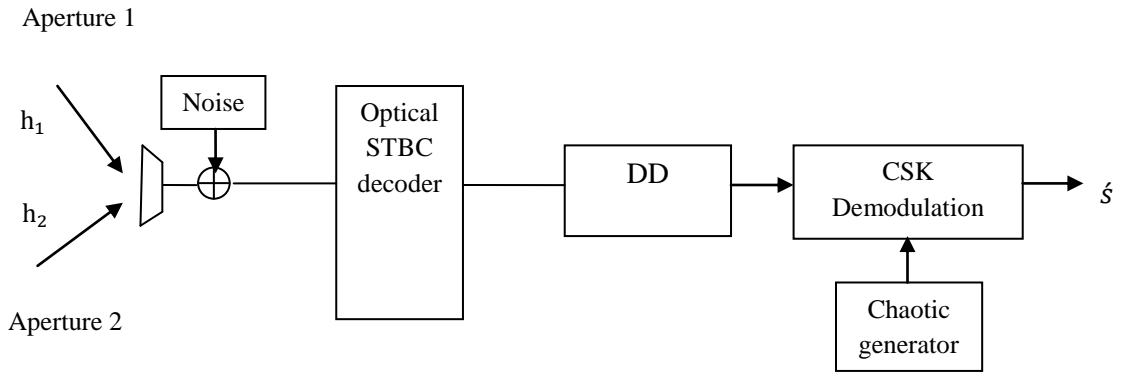 Aperture 1
h₁
h₂
Aperture 2
Noise
Optical
STBC
decoder
DD
CSK
Demodulation
ṡ́
Chaotic
generator